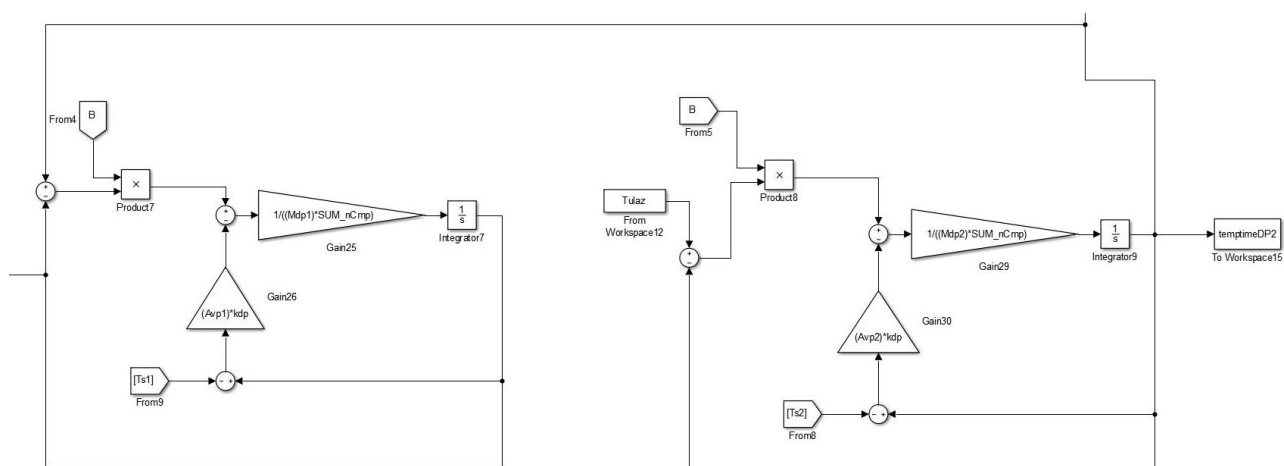 B
From4
+
−
×
Product7
+
−
1/((Mdp1)*SUM_nCmp)
Gain25
1
s
Integrator7
(Avp1)*kdp
Gain26
[Ts1]
From9
− +
B
From5
Tulaz
From
Workspace12
+
−
×
Product8
+
−
1/((Mdp2)*SUM_nCmp)
Gain29
1
s
Integrator9
temptimeDP2
To Workspace15
(Avp2)*kdp
Gain30
[Ts2]
From8
− +